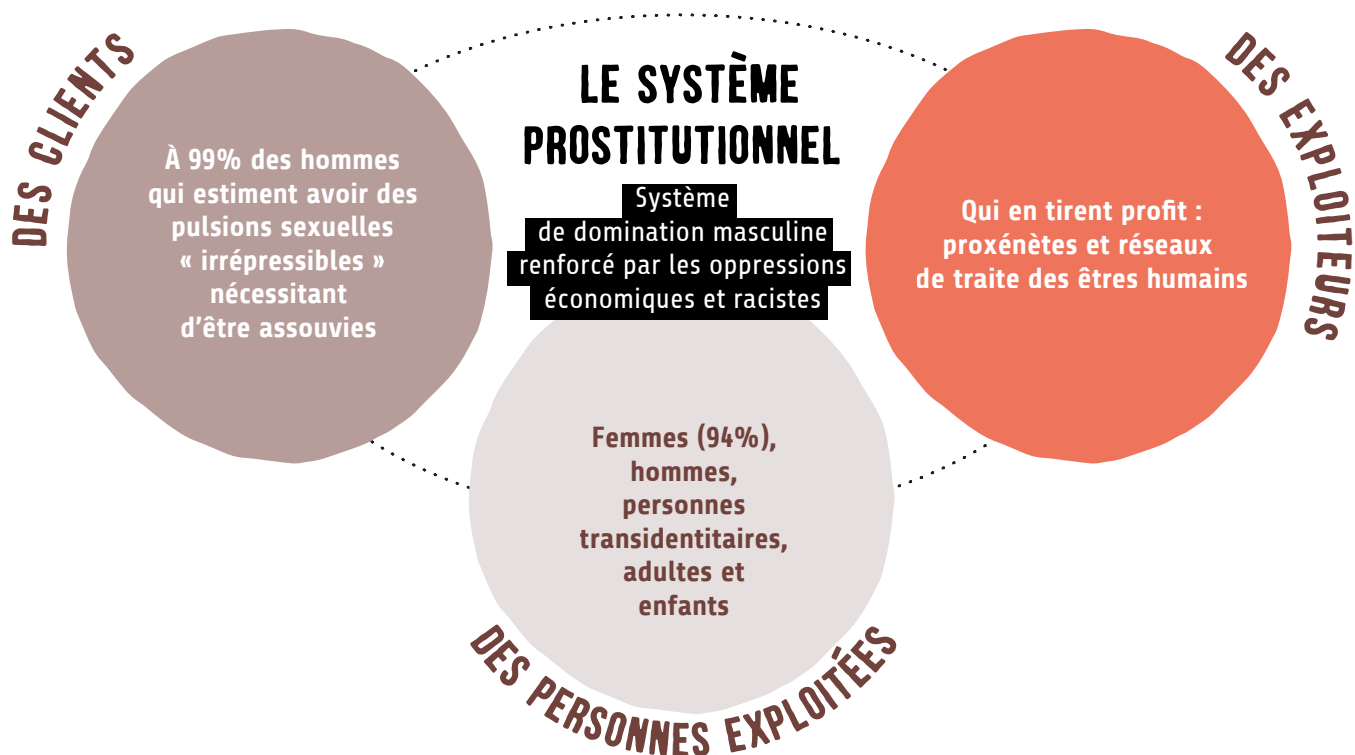 LE SYSTÈME
PROSTITUTIONNEL
Système
de domination masculine
renforcé par les oppressions
économiques et racistes
DES CLIENTS
À 99% des hommes
qui estiment avoir des
pulsions sexuelles
« irrépressibles »
nécessitant
d'être assouvies
DES EXPLOITEURS
Qui en tirent profit :
proxénètes et réseaux
de traite des êtres humains
Femmes (94%),
hommes,
personnes
transidentitaires,
adultes et
enfants
DES PERSONNES EXPLOITÉES